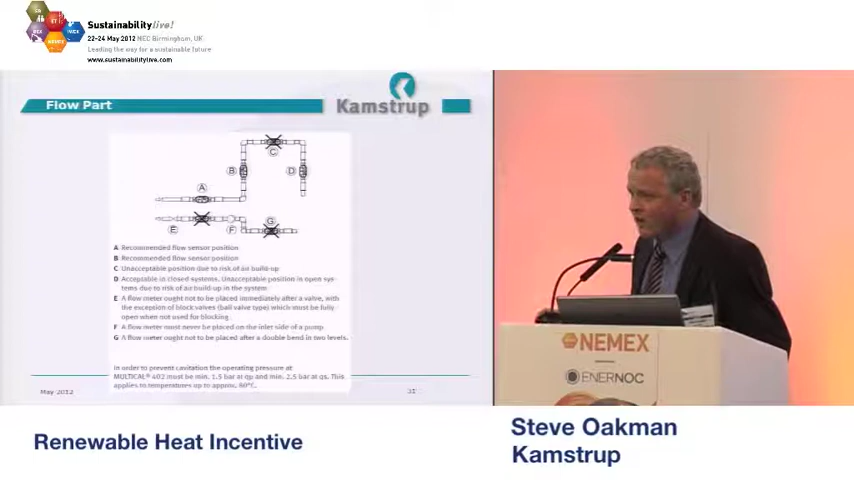 Sustainabilitylive!
22-24 May 2012 NEC Birmingham, UK
Leading the way for a sustainable future
www.sustainabilitylive.com
Flow Part
Kamstrup
A
B
C
D
E
F
G
A Recommended flow sensor position
B Recommended flow sensor position
C Unacceptable position due to risk of air build-up
D Acceptable in closed systems. Unacceptable position in open sys-
tems due to risk of air build-up in the system
E A flow meter ought not to be placed immediately after a valve, with
the exception of block valves (ball valve type) which must be fully
open when not used for blocking
F A flow meter must never be placed on the inlet side of a pump
G A flow meter ought not to be placed after a double bend in two levels.
In order to prevent cavitation the operating pressure at
MULTICAL® 402 must be min. 1.5 bar at qp and min. 2.5 bar at qs. This
applies to temperatures up to approx. 80°C.
May 2012
NEMEX
ENERNOC
Renewable Heat Incentive
Steve Oakman
Kamstrup